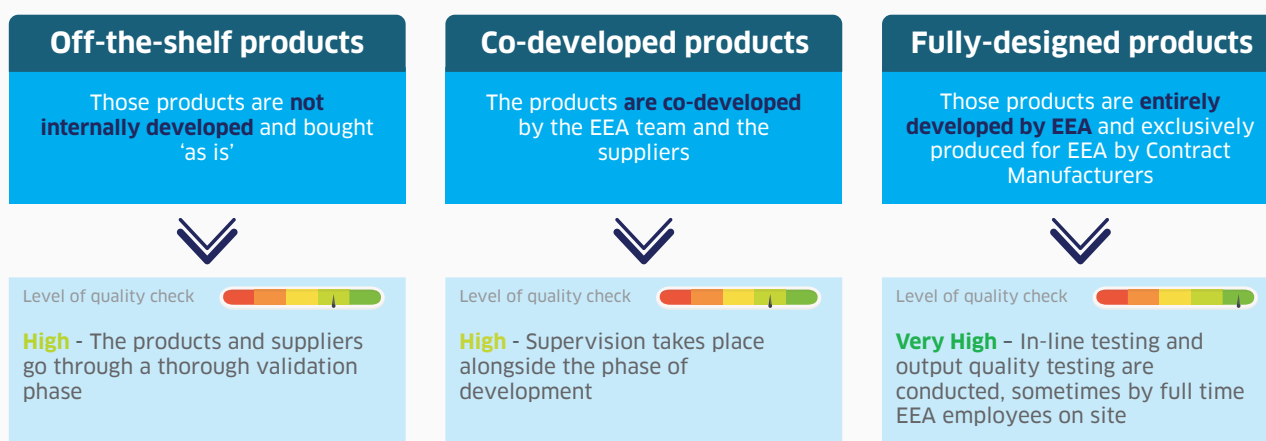 Off-the-shelf products
Those products are not
internally developed and bought
‘as is’
Level of quality check
High - The products and suppliers
go through a thorough validation
phase
Co-developed products
The products are co-developed
by the EEA team and the
suppliers
Level of quality check
High - Supervision takes place
alongside the phase of
development
Fully-designed products
Those products are entirely
developed by EEA and exclusively
produced for EEA by Contract
Manufacturers
Level of quality check
Very High – In-line testing and
output quality testing are
conducted, sometimes by full time
EEA employees on site